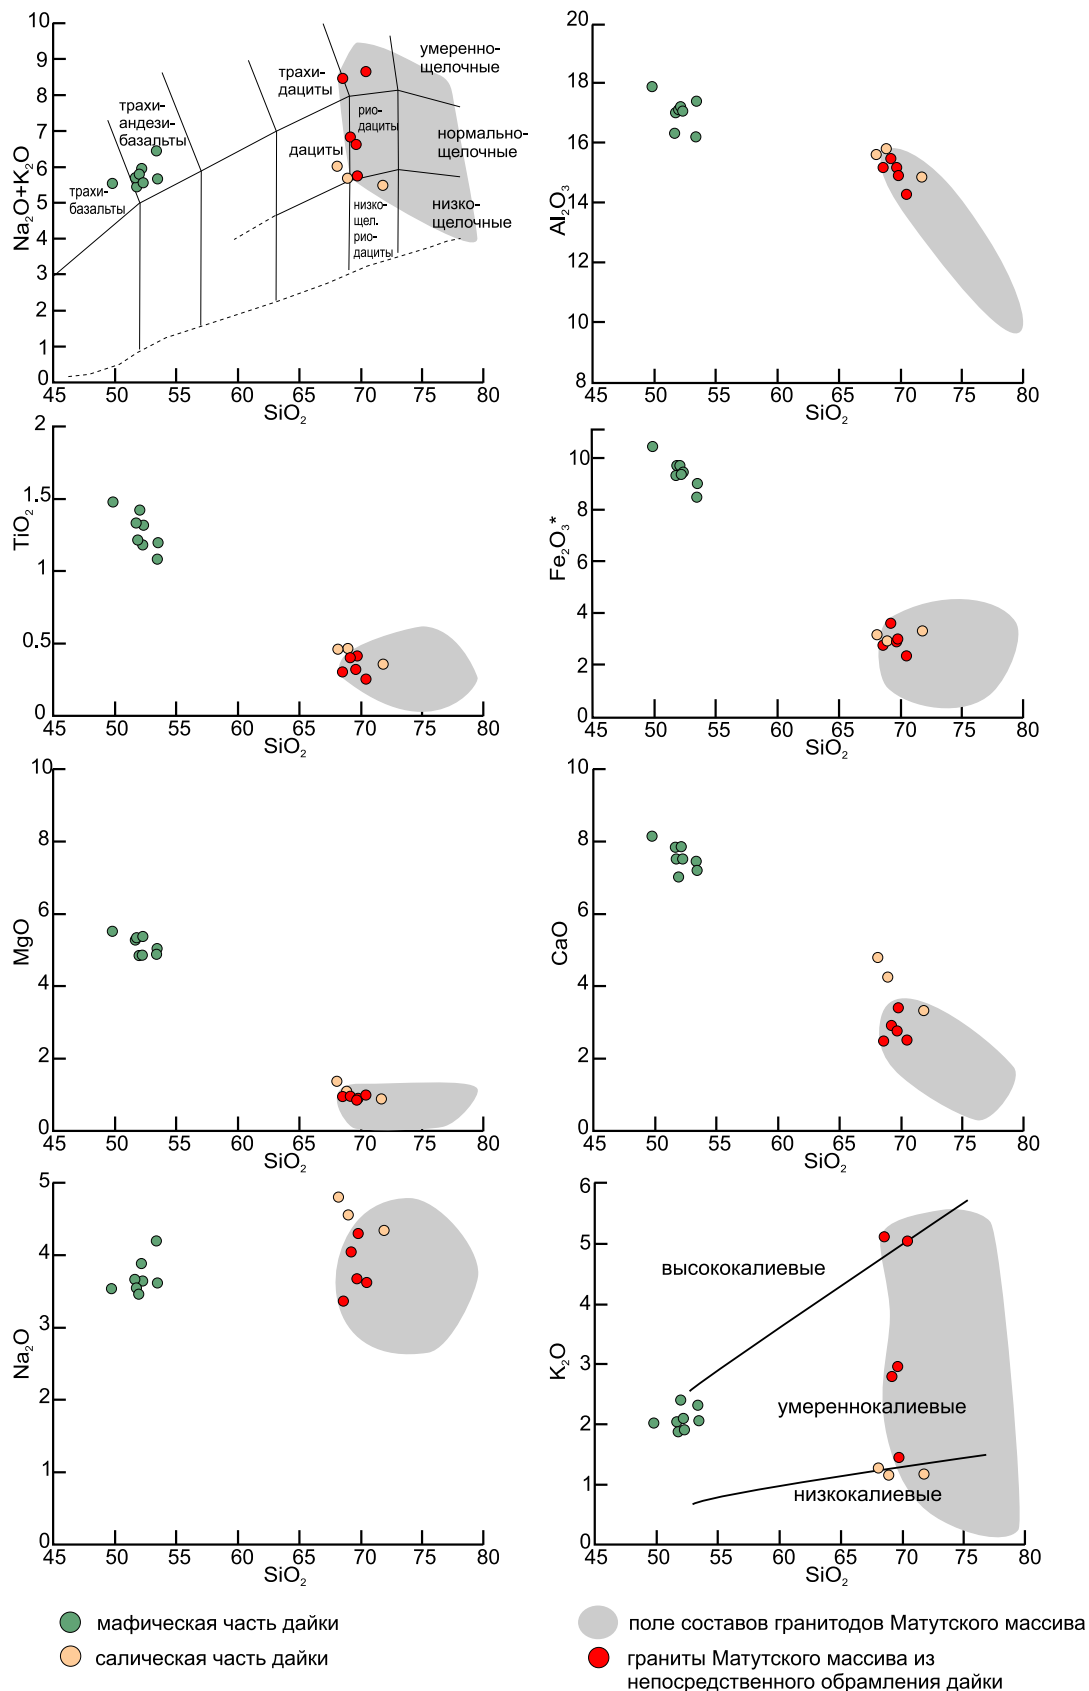 10
9
8
7
6
5
4
3
2
1
0
Na₂O+K₂O
трахи-
базальты
трахи-
андези-
базальты
трахи-
дациты
дациты
рио-
дациты
низко-
щел.
рио-
дациты
умеренно-
щелочные
нормально-
щелочные
низко-
щелочные
45 50 55 60 65 70 75 80
SiO₂
20
18
16
14
12
10
8
Al₂O₃
45 50 55 60 65 70 75 80
SiO₂
2
1.5
1
0.5
0
TiO₂
45 50 55 60 65 70 75 80
SiO₂
10
8
6
4
2
0
Fe₂O₃*
45 50 55 60 65 70 75 80
SiO₂
10
8
6
4
2
0
MgO
45 50 55 60 65 70 75 80
SiO₂
10
8
6
4
2
0
CaO
45 50 55 60 65 70 75 80
SiO₂
5
4
3
2
1
0
Na₂O
45 50 55 60 65 70 75 80
SiO₂
6
5
4
3
2
1
0
K₂O
высококалиевые
умереннокалиевые
низкокалиевые
45 50 55 60 65 70 75 80
SiO₂
мафическая часть дайки
салическая часть дайки
поле составов гранитодов Матутского массива
граниты Матутского массива из
непосредственного обрамления дайки